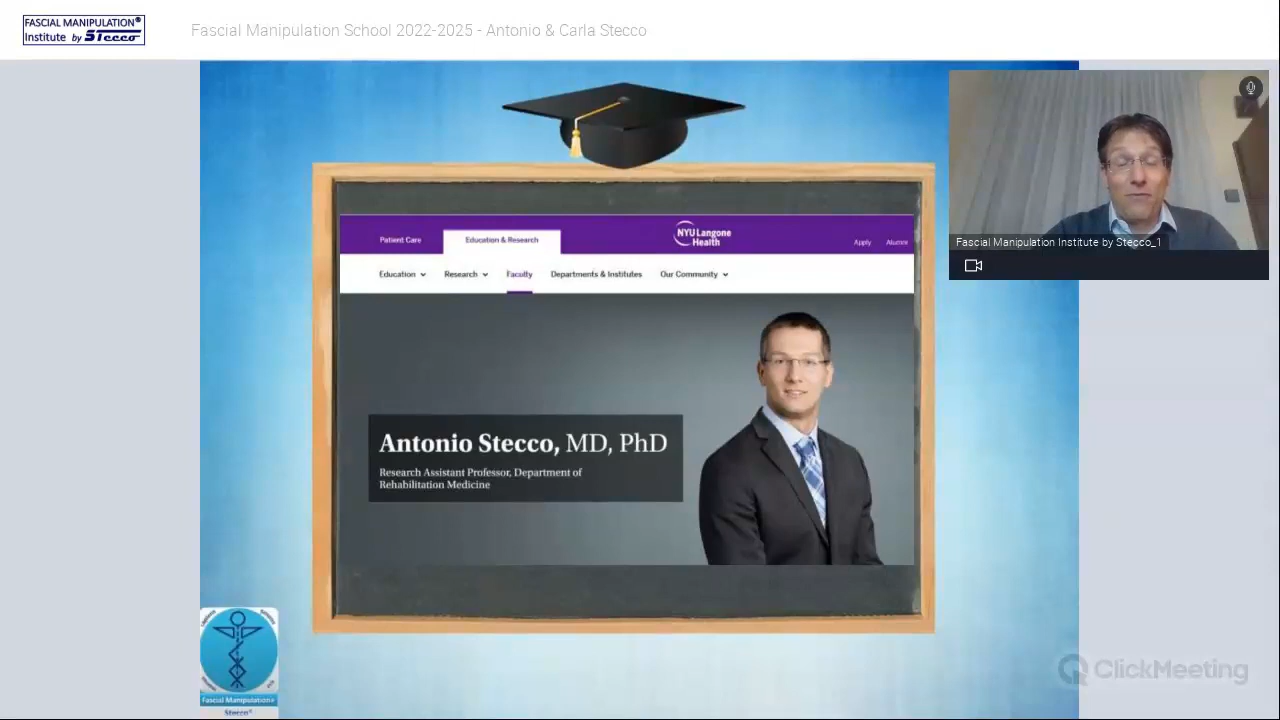 FASCIAL MANIPULATION®
Institute by Stecco
Fascial Manipulation School 2022-2025 - Antonio & Carla Stecco
Patient Care
Education & Research
NYU Langone
Health
Apply
Alumni
Education
Research
Faculty
Departments & Institutes
Our Community
Antonio Stecco, MD, PhD
Research Assistant Professor, Department of
Rehabilitation Medicine
Fascial Manipulation Institute by Stecco_1
Fascial Manipulation®
Stecco®
ClickMeeting